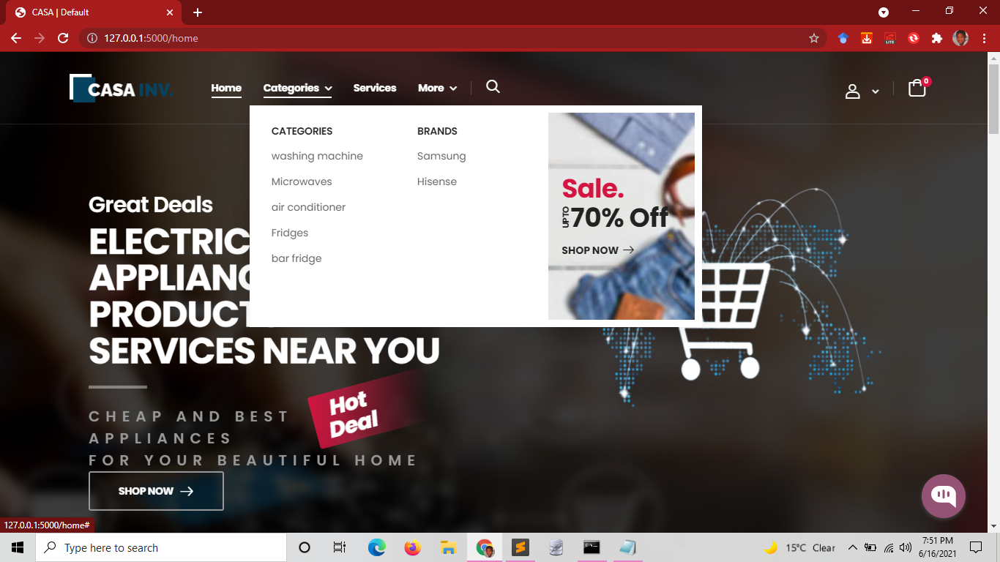 CASA | Default
127.0.0.1:5000/home
LITE
CASA INV.
Home
Categories
Services
More
0
CATEGORIES
washing machine
Microwaves
air conditioner
Fridges
bar fridge
BRANDS
Samsung
Hisense
Sale.
UPTO 70% Off
SHOP NOW
Great Deals
ELECTRIC
APPLIANC
PRODUCT
SERVICES NEAR YOU
Hot
Deal
CHEAP AND BEST
APPLIANCES
FOR YOUR BEAUTIFUL HOME
SHOP NOW
127.0.0.1:5000/home#
Type here to search
15°C Clear
7:51 PM
6/16/2021